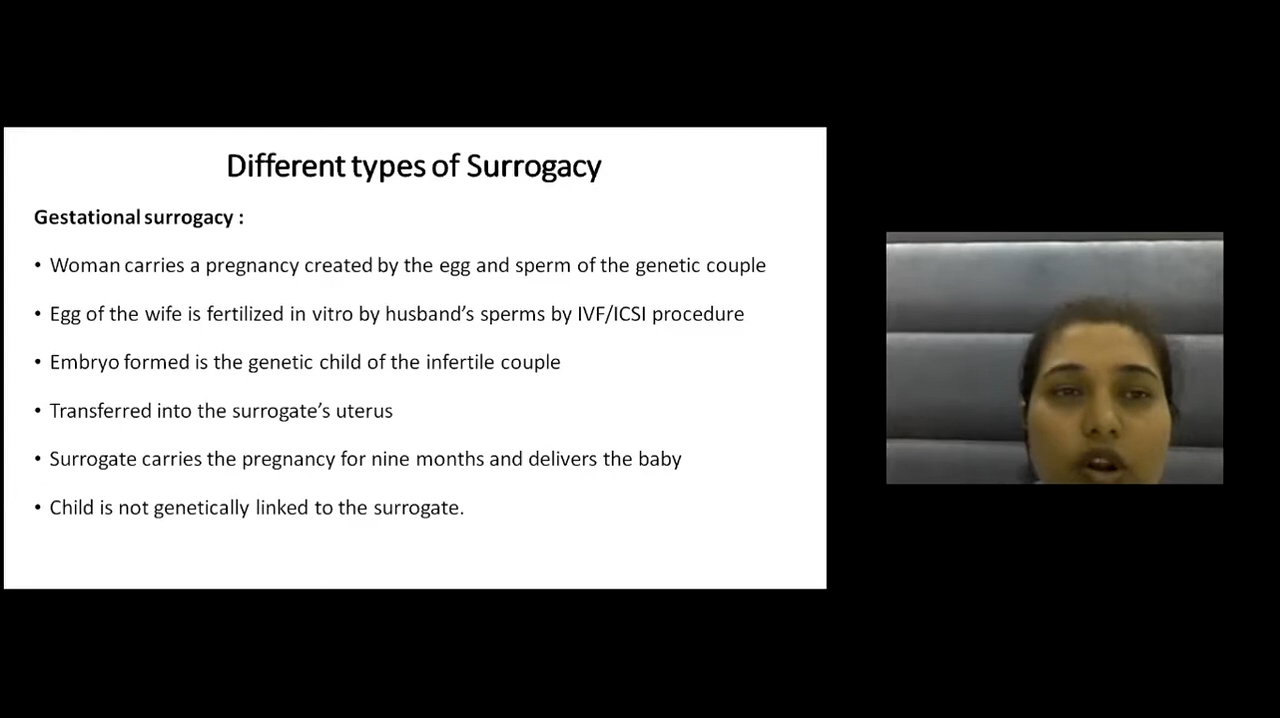 Different types of Surrogacy
Gestational surrogacy :
• Woman carries a pregnancy created by the egg and sperm of the genetic couple
• Egg of the wife is fertilized in vitro by husband’s sperms by IVF/ICSI procedure
• Embryo formed is the genetic child of the infertile couple
• Transferred into the surrogate’s uterus
• Surrogate carries the pregnancy for nine months and delivers the baby
• Child is not genetically linked to the surrogate.